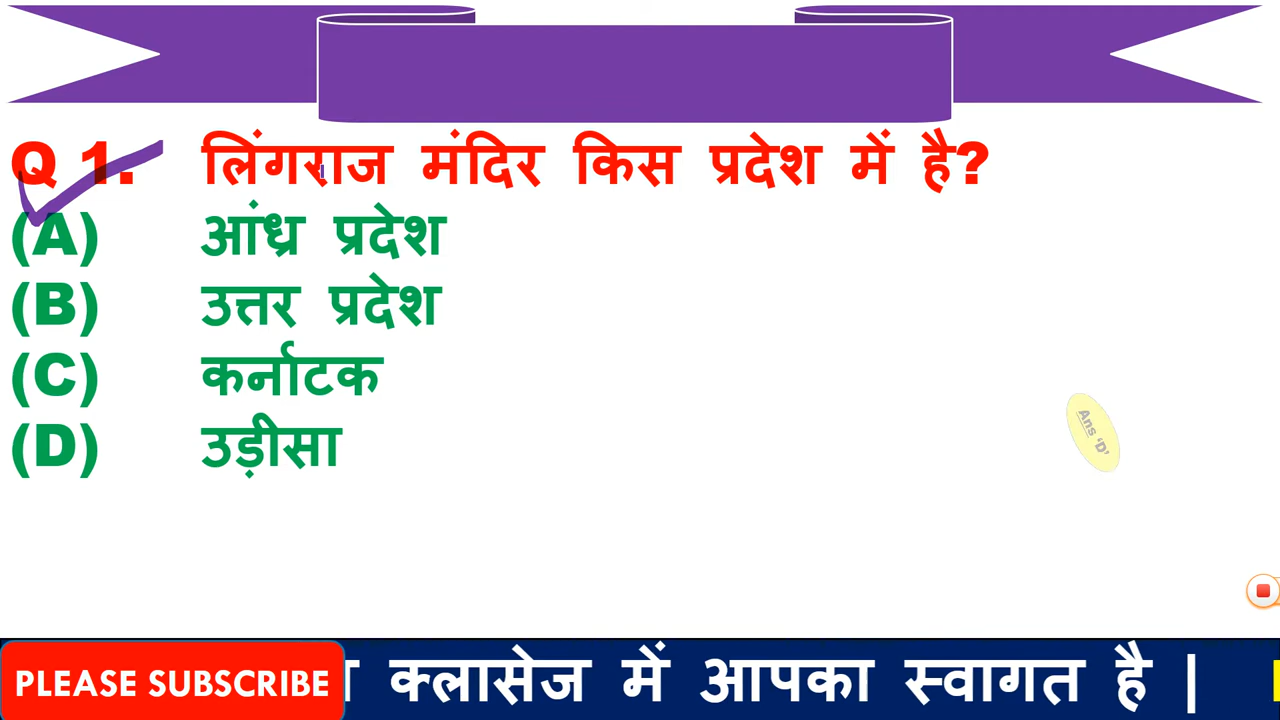 Q 1. लिंगराज मंदिर किस प्रदेश में है?
(A) आंध्र प्रदेश
(B) उत्तर प्रदेश
(C) कर्नाटक
(D) उड़ीसा
Ans 'D'
PLEASE SUBSCRIBE क्लासेज में आपका स्वागत है |